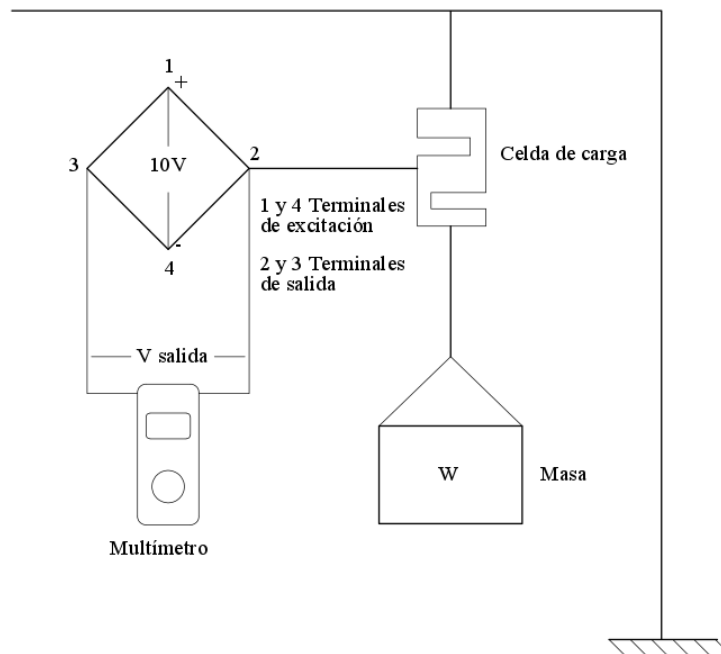 1
+
3
10V
2
Celda de carga
1 y 4 Terminales
de excitación
-
4
2 y 3 Terminales
de salida
V salida
W
Masa
Multímetro